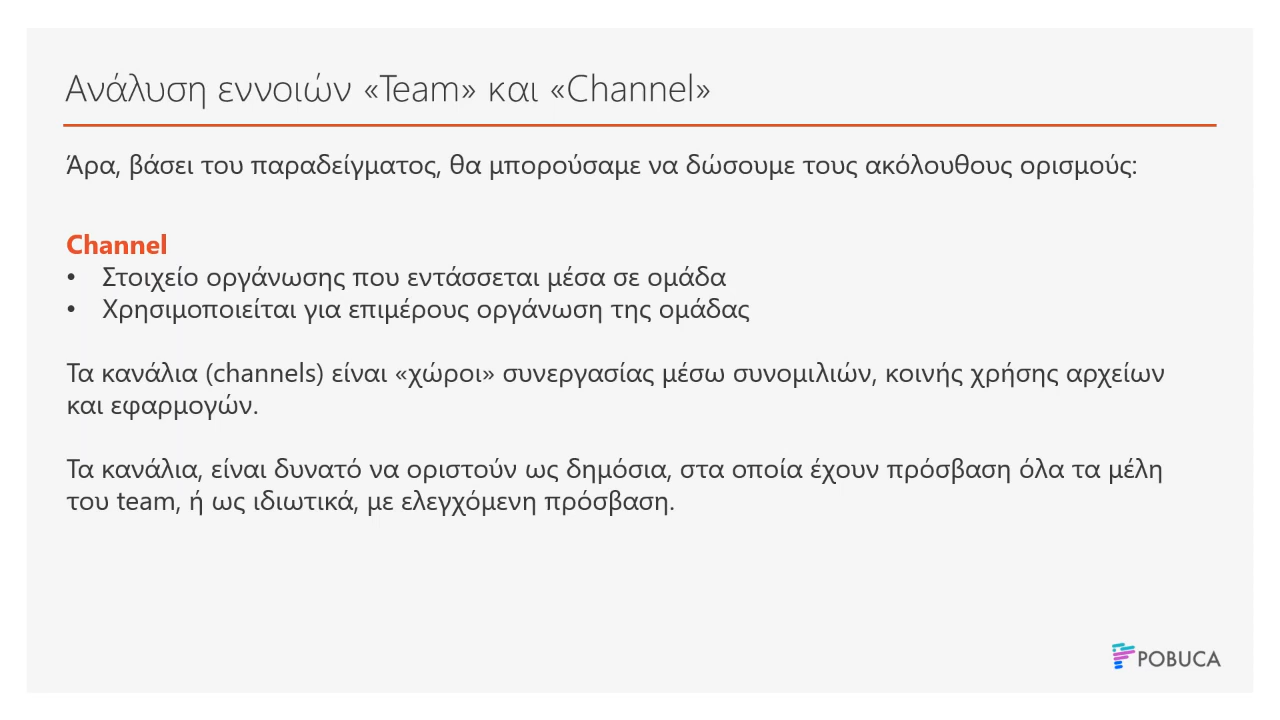 Ανάλυση εννοιών «Team» και «Channel»
Άρα, βάσει του παραδείγματος, θα μπορούσαμε να δώσουμε τους ακόλουθους ορισμούς:
Channel
• Στοιχείο οργάνωσης που εντάσσεται μέσα σε ομάδα
• Χρησιμοποιείται για επιμέρους οργάνωση της ομάδας
Τα κανάλια (channels) είναι «χώροι» συνεργασίας μέσω συνομιλιών, κοινής χρήσης αρχείων
και εφαρμογών.
Τα κανάλια, είναι δυνατό να οριστούν ως δημόσια, στα οποία έχουν πρόσβαση όλα τα μέλη
του team, ή ως ιδιωτικά, με ελεγχόμενη πρόσβαση.
POBUCA